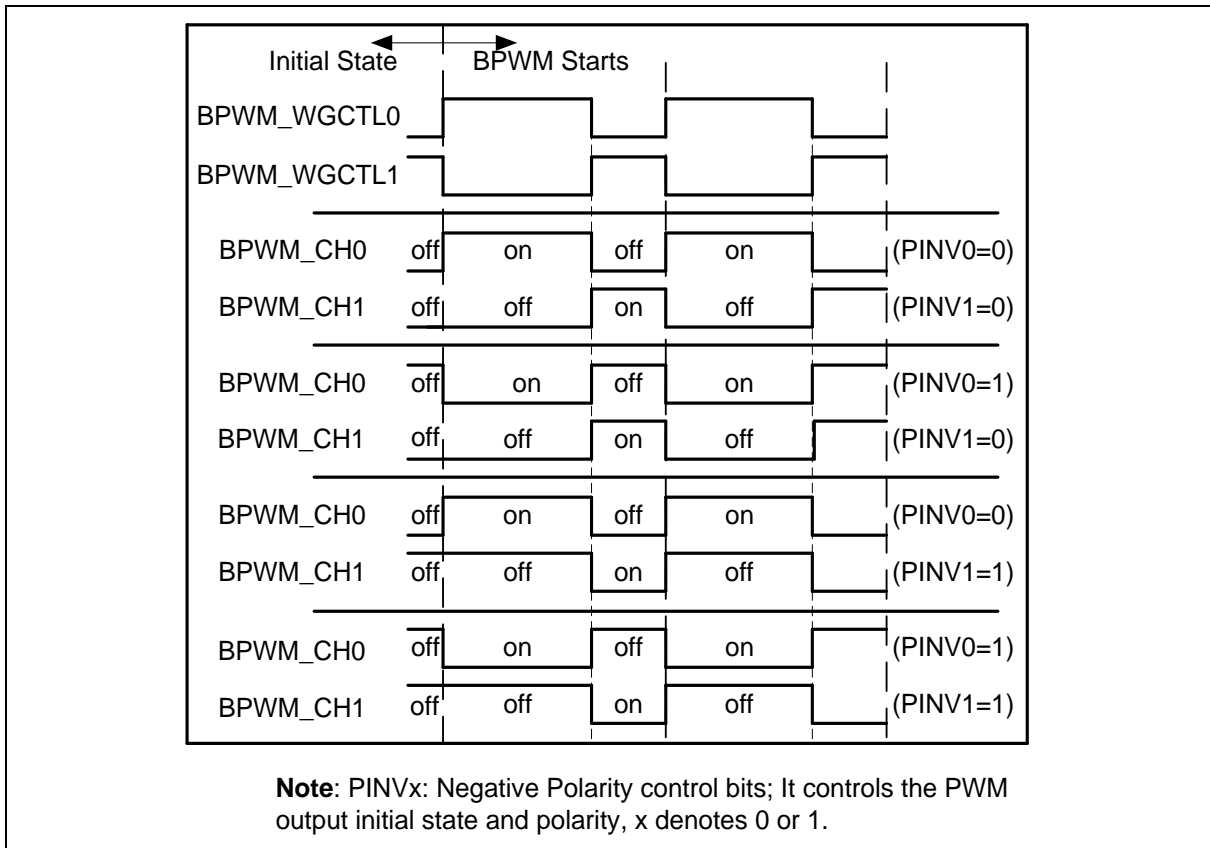 Initial State BPWM Starts
BPWM_WGCTL0
BPWM_WGCTL1
BPWM_CH0 off on off on (PINV0=0)
BPWM_CH1 off off on off (PINV1=0)
BPWM_CH0 off on off on (PINV0=1)
BPWM_CH1 off off on off (PINV1=0)
BPWM_CH0 off on off on (PINV0=0)
BPWM_CH1 off off on off (PINV1=1)
BPWM_CH0 off on off on (PINV0=1)
BPWM_CH1 off off on off (PINV1=1)
Note: PINVx: Negative Polarity control bits; It controls the PWM
output initial state and polarity, x denotes 0 or 1.